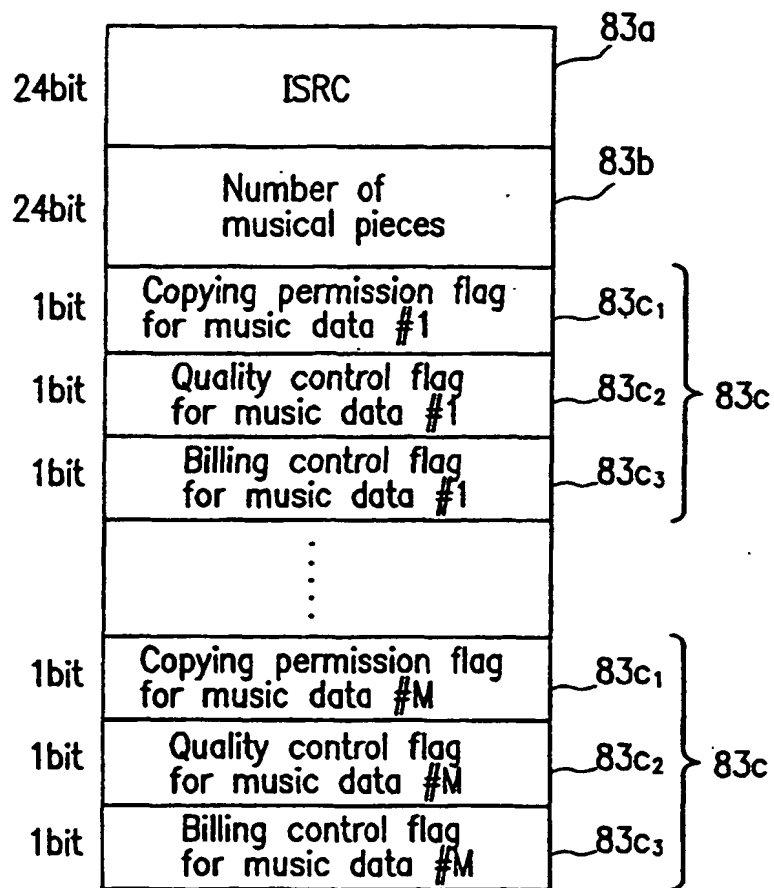 83a
24bit ISRC
83b
24bit Number of
musical pieces
1bit Copying permission flag
for music data #1 83c1
1bit Quality control flag
for music data #1 83c2
83c
1bit Billing control flag
for music data #1 83c3
1bit Copying permission flag
for music data #M 83c1
1bit Quality control flag
for music data #M 83c2
83c
1bit Billing control flag
for music data #M 83c3